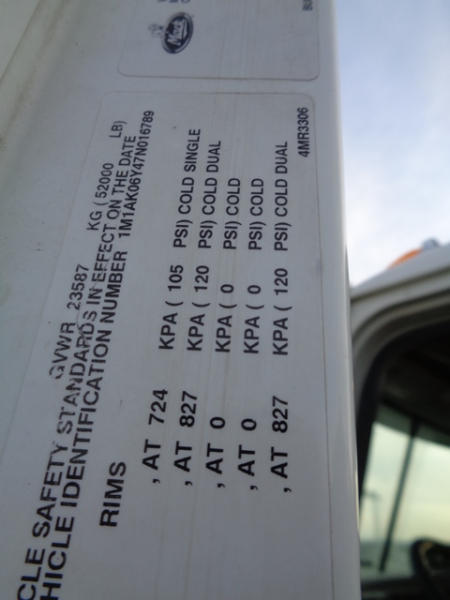 Mack
BU
GVWR 23587 KG ( 52000 LB)
CLE SAFETY STANDARDS IN EFFECT ON THE DATE
HICLE IDENTIFICATION NUMBER 1M1AK06Y47N016789
RIMS
, AT 724 KPA ( 105 PSI) COLD SINGLE
, AT 827 KPA ( 120 PSI) COLD DUAL
, AT 0 KPA ( 0 PSI) COLD
, AT 0 KPA ( 0 PSI) COLD
, AT 827 KPA ( 120 PSI) COLD DUAL
4MR3306